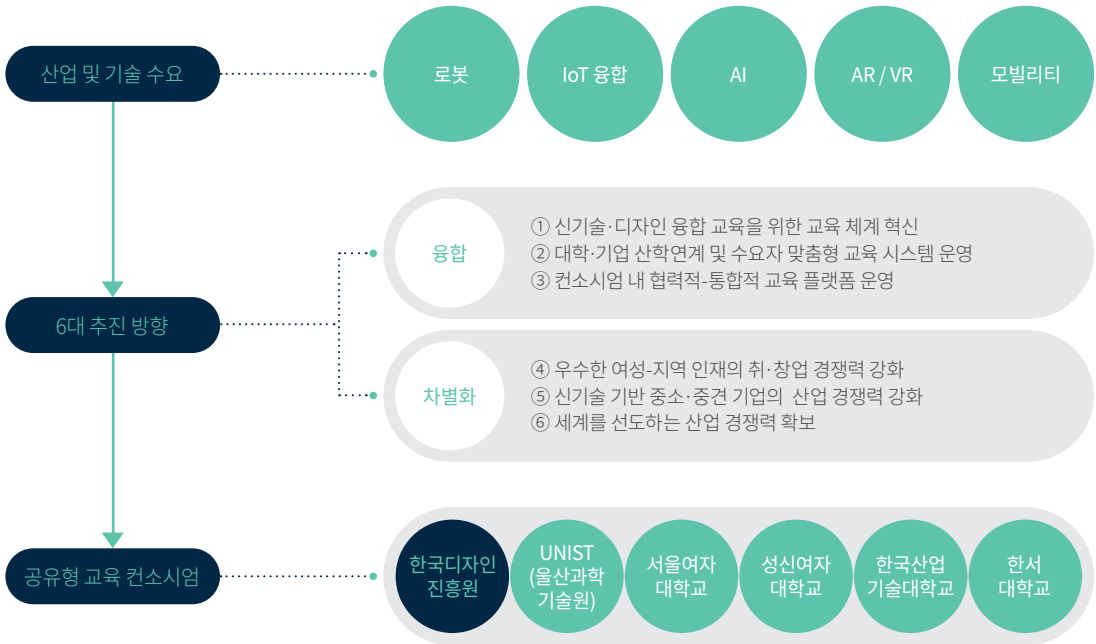 산업 및 기술 수요
로봇
IoT 융합
AI
AR / VR
모빌리티
6대 추진 방향
융합
① 신기술·디자인 융합 교육을 위한 교육 체계 혁신
② 대학·기업 산학연계 및 수요자 맞춤형 교육 시스템 운영
③ 컨소시엄 내 협력적-통합적 교육 플랫폼 운영
차별화
④ 우수한 여성-지역 인재의 취·창업 경쟁력 강화
⑤ 신기술 기반 중소·중견 기업의 산업 경쟁력 강화
⑥ 세계를 선도하는 산업 경쟁력 확보
공유형 교육 컨소시엄
한국디자인
진흥원
UNIST
(울산과학
기술원)
서울여자
대학교
성신여자
대학교
한국산업
기술대학교
한서
대학교